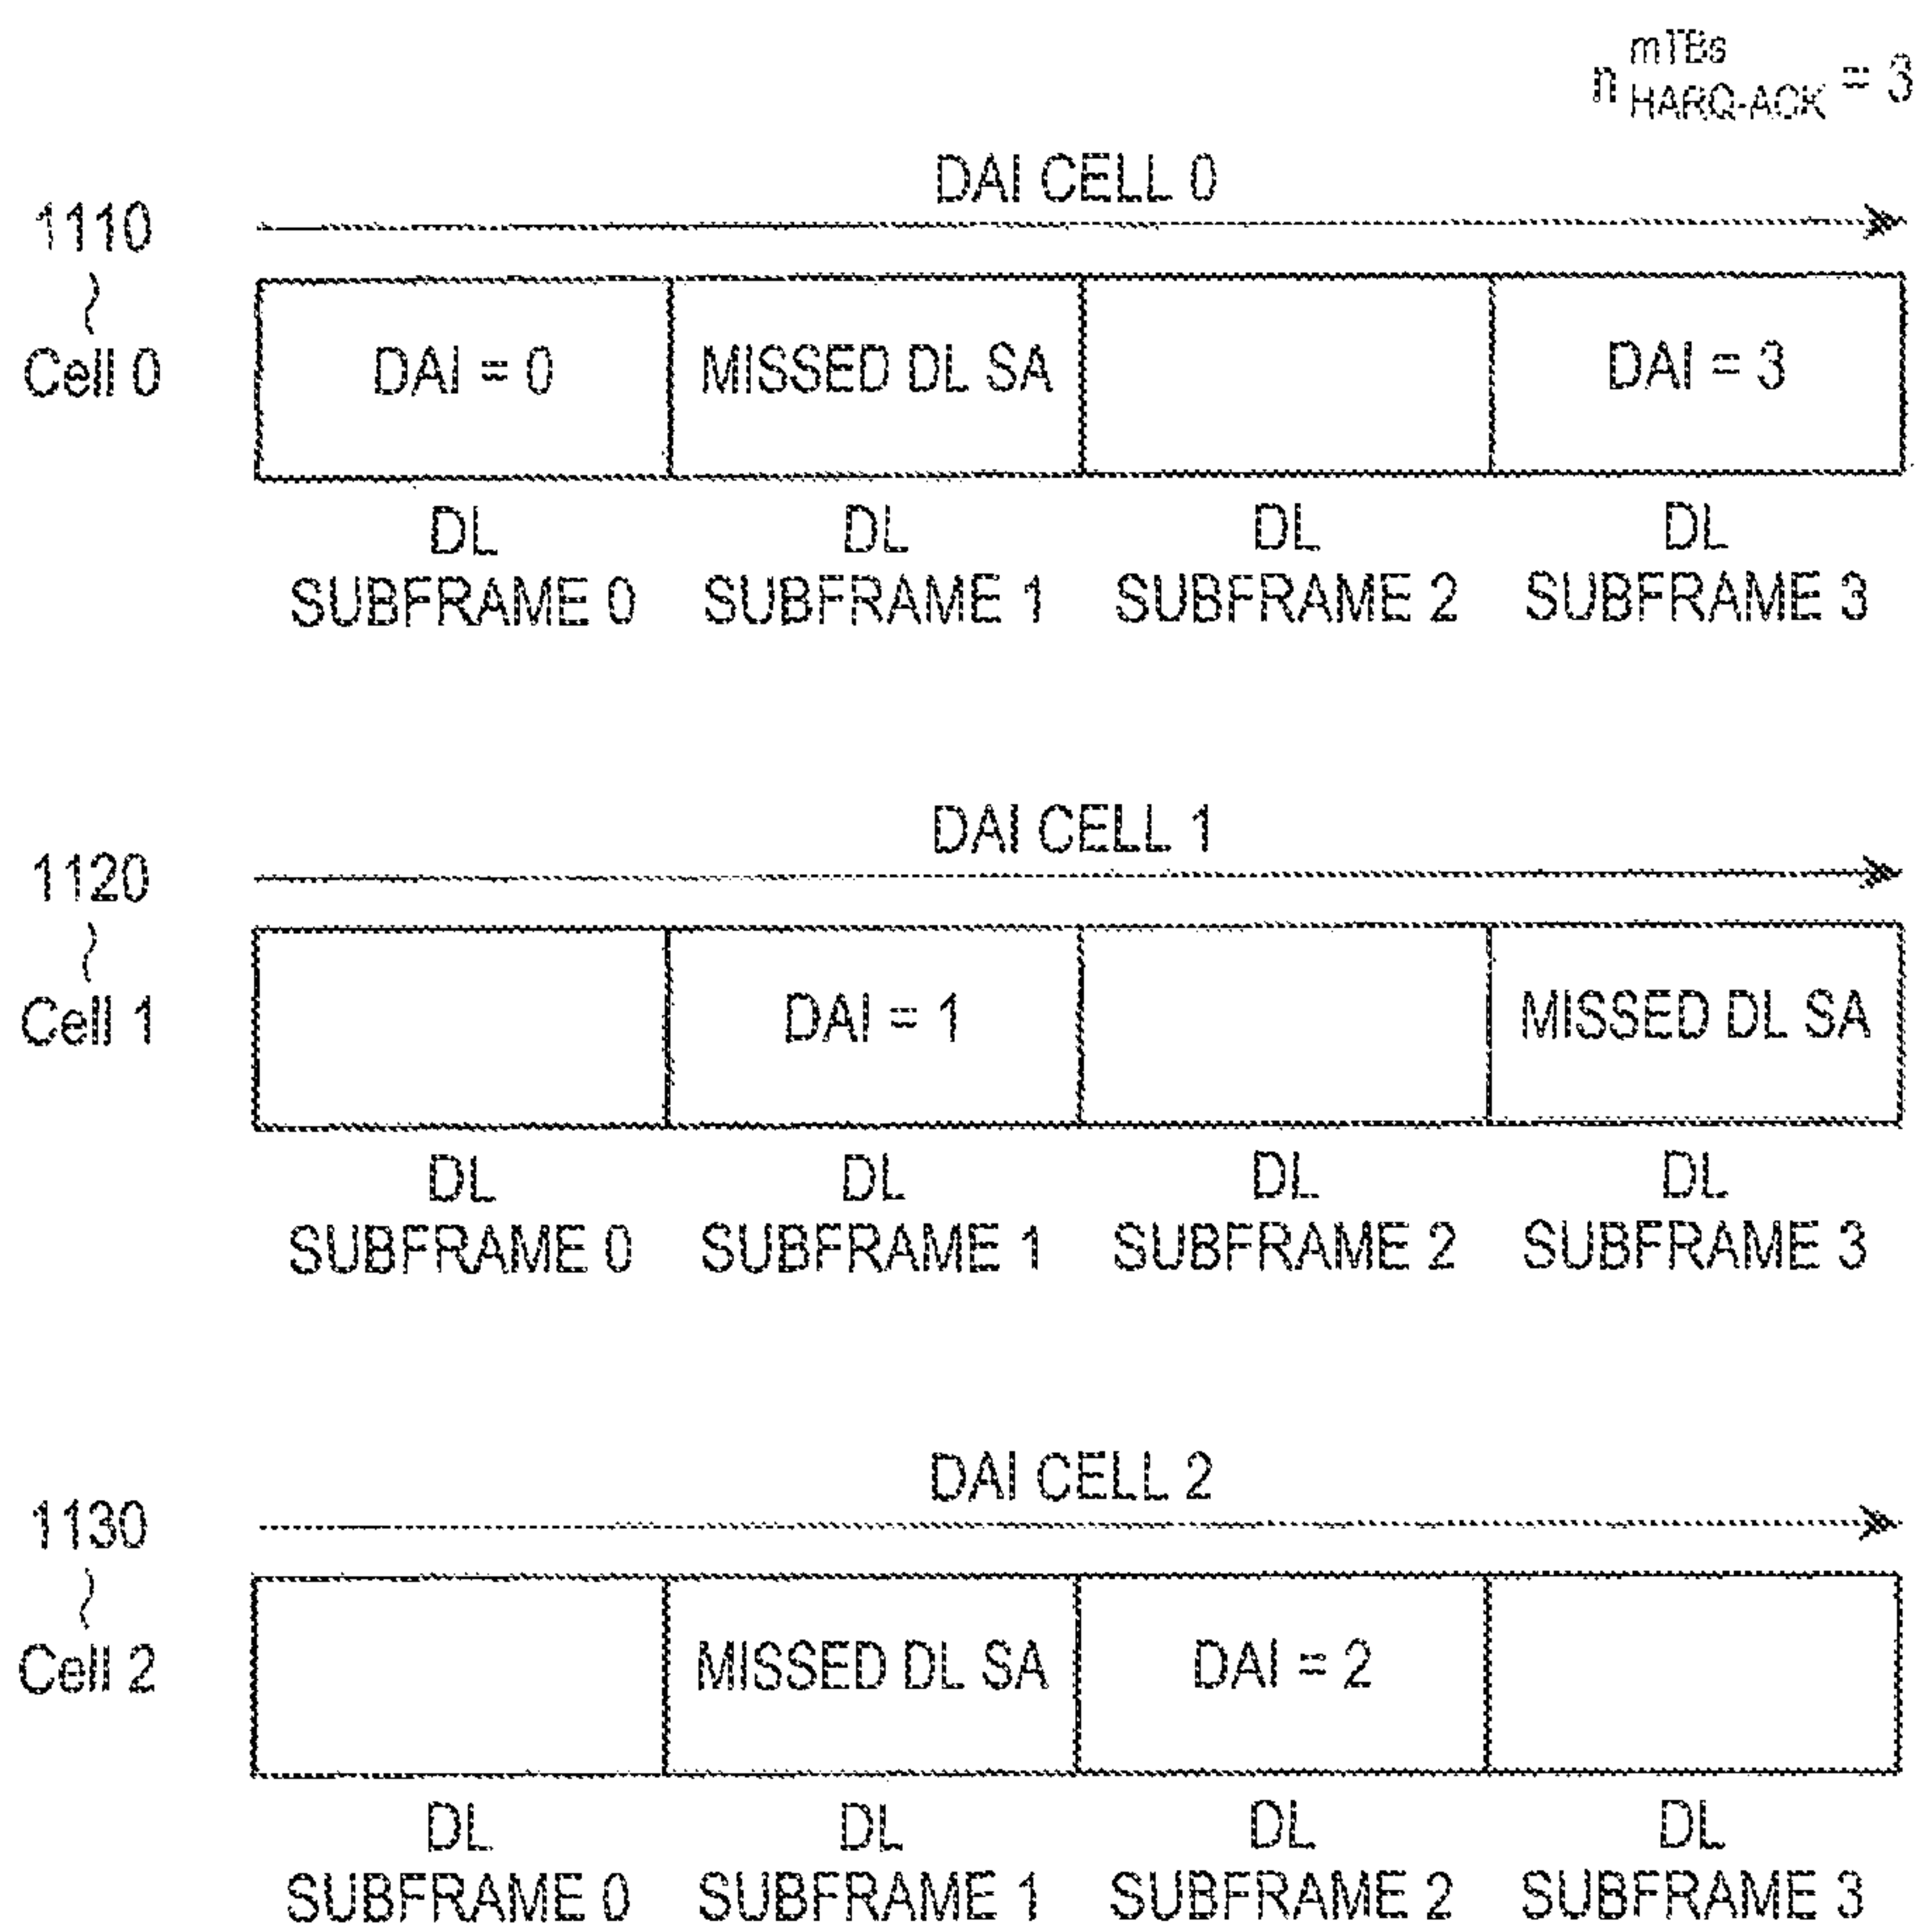 n mTBs HARQ-ACK = 3
DAI CELL 0
1110
Cell 0
DAI = 0 MISSED DL SA DAI = 3
DL DL DL DL
SUBFRAME 0 SUBFRAME 1 SUBFRAME 2 SUBFRAME 3
DAI CELL 1
1120
Cell 1
DAI = 1 MISSED DL SA
DL DL DL DL
SUBFRAME 0 SUBFRAME 1 SUBFRAME 2 SUBFRAME 3
DAI CELL 2
1130
Cell 2
MISSED DL SA DAI = 2
DL DL DL DL
SUBFRAME 0 SUBFRAME 1 SUBFRAME 2 SUBFRAME 3